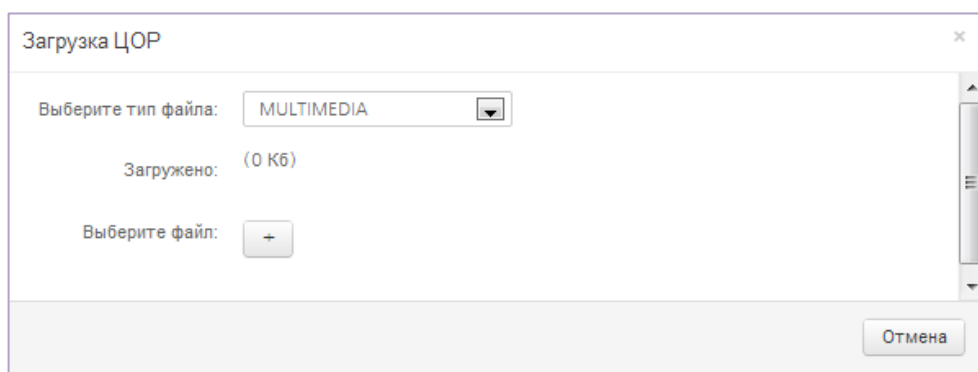 Загрузка ЦОР ×
Выберите тип файла: MULTIMEDIA
Загружено: (0 Кб)
Выберите файл: +
Отмена